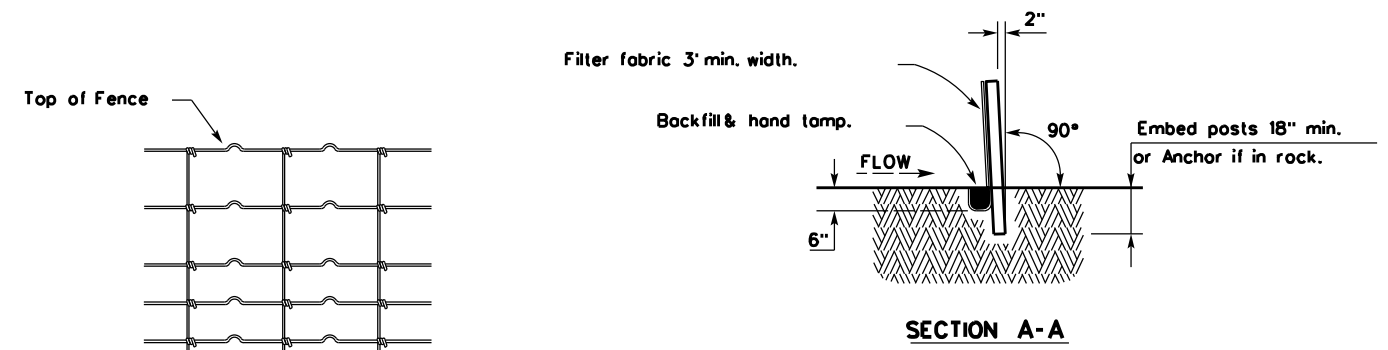 Top of Fence
2"
Filter fabric 3' min. width.
Backfill & hand tamp.
90°
Embed posts 18" min.
or Anchor if in rock.
FLOW
6"
SECTION A-A